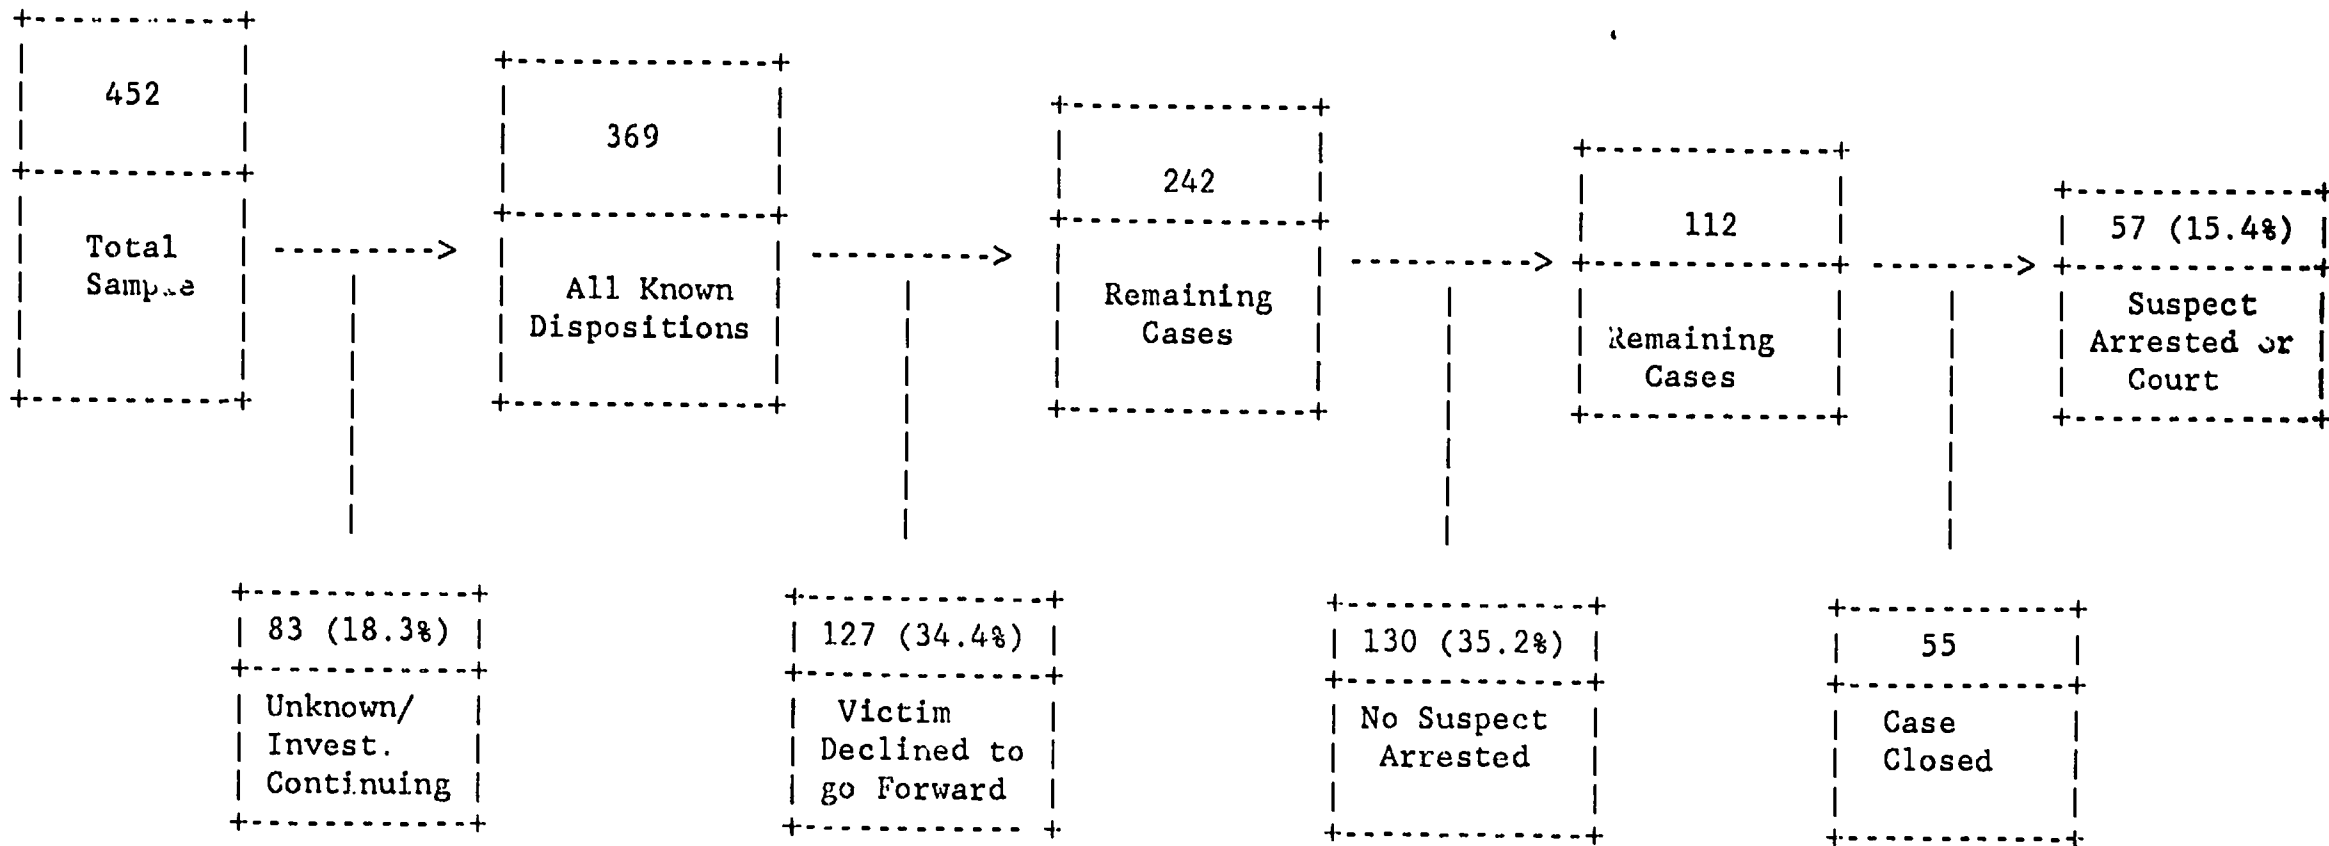 452
Total
Sample
369
All Known
Dispositions
242
Remaining
Cases
112
Remaining
Cases
57 (15.4%)
Suspect
Arrested or
Court
83 (18.3%)
Unknown/
Invest.
Continuing
127 (34.4%)
Victim
Declined to
go Forward
130 (35.2%)
No Suspect
Arrested
55
Case
Closed